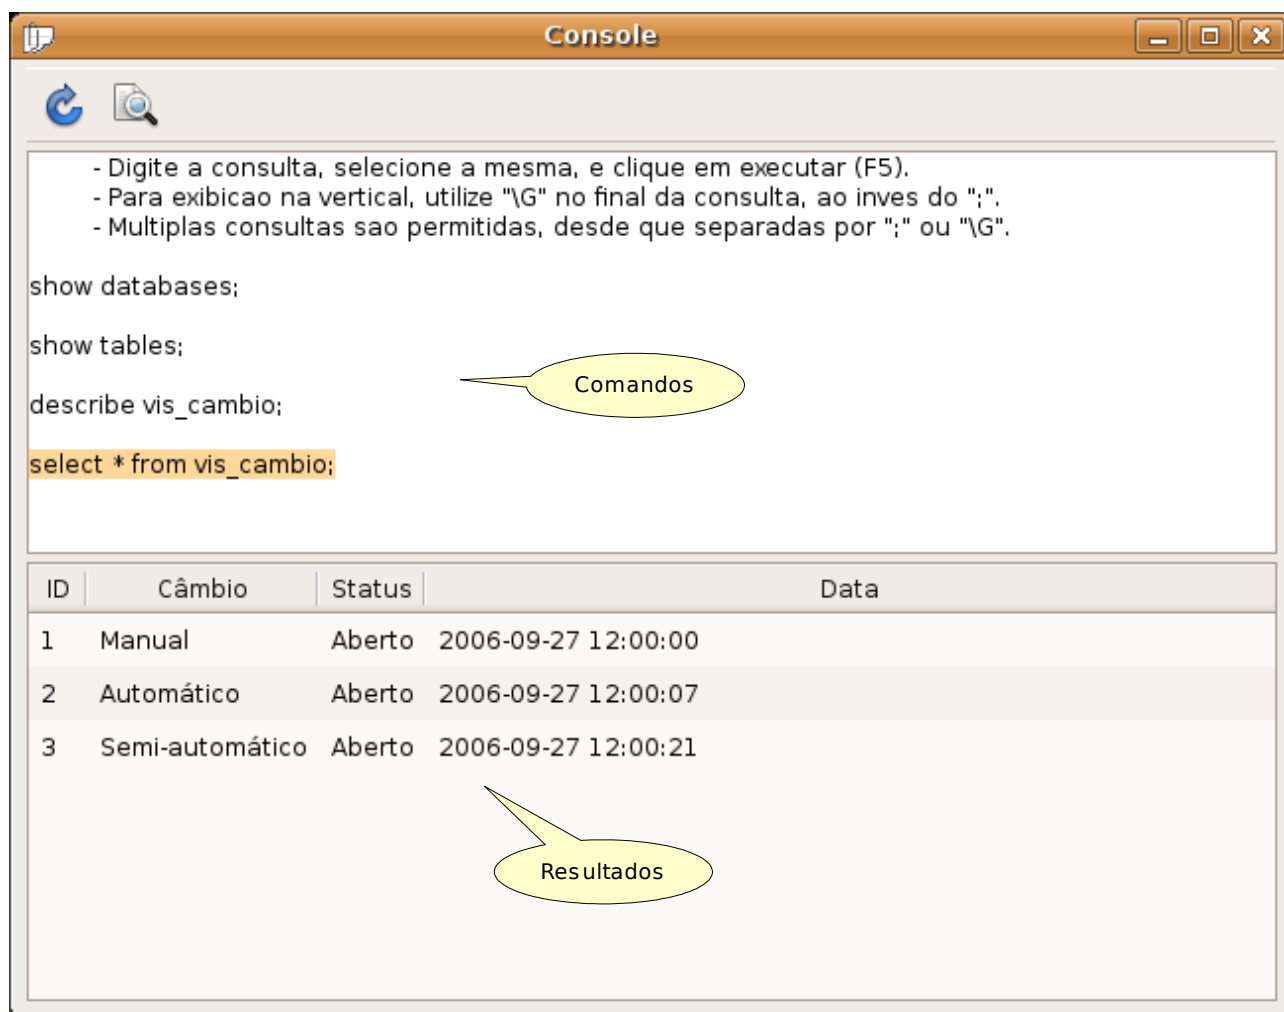 Console
- Digite a consulta, selecione a mesma, e clique em executar (F5).
- Para exibicao na vertical, utilize "\G" no final da consulta, ao inves do ";".
- Multiplas consultas sao permitidas, desde que separadas por ";" ou "\G".
show databases;
show tables;
Comandos
describe vis_cambio;
select * from vis_cambio;
ID Câmbio Status Data
1 Manual Aberto 2006-09-27 12:00:00
2 Automático Aberto 2006-09-27 12:00:07
3 Semi-automático Aberto 2006-09-27 12:00:21
Resultados